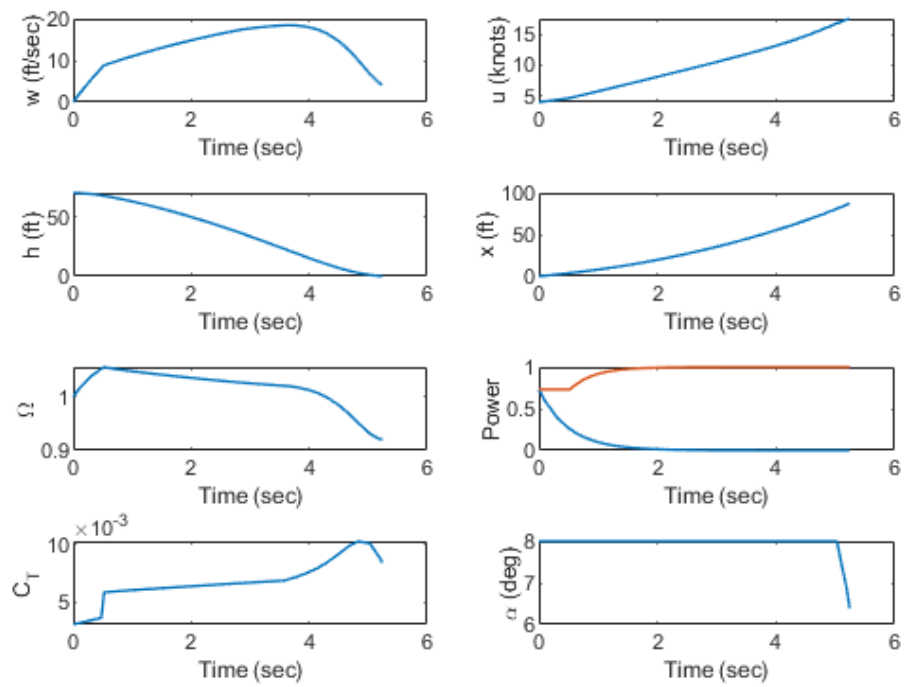 20
10
0
w (ft/sec)
0 2 4 6
Time (sec)
15
10
5
u (knots)
0 2 4 6
Time (sec)
50
0
h (ft)
0 2 4 6
Time (sec)
100
50
0
x (ft)
0 2 4 6
Time (sec)
1
0.9
Ω
0 2 4 6
Time (sec)
1
0.5
0
Power
0 2 4 6
Time (sec)
×10⁻³
10
5
C_T
0 2 4 6
Time (sec)
8
7
6
α (deg)
0 2 4 6
Time (sec)